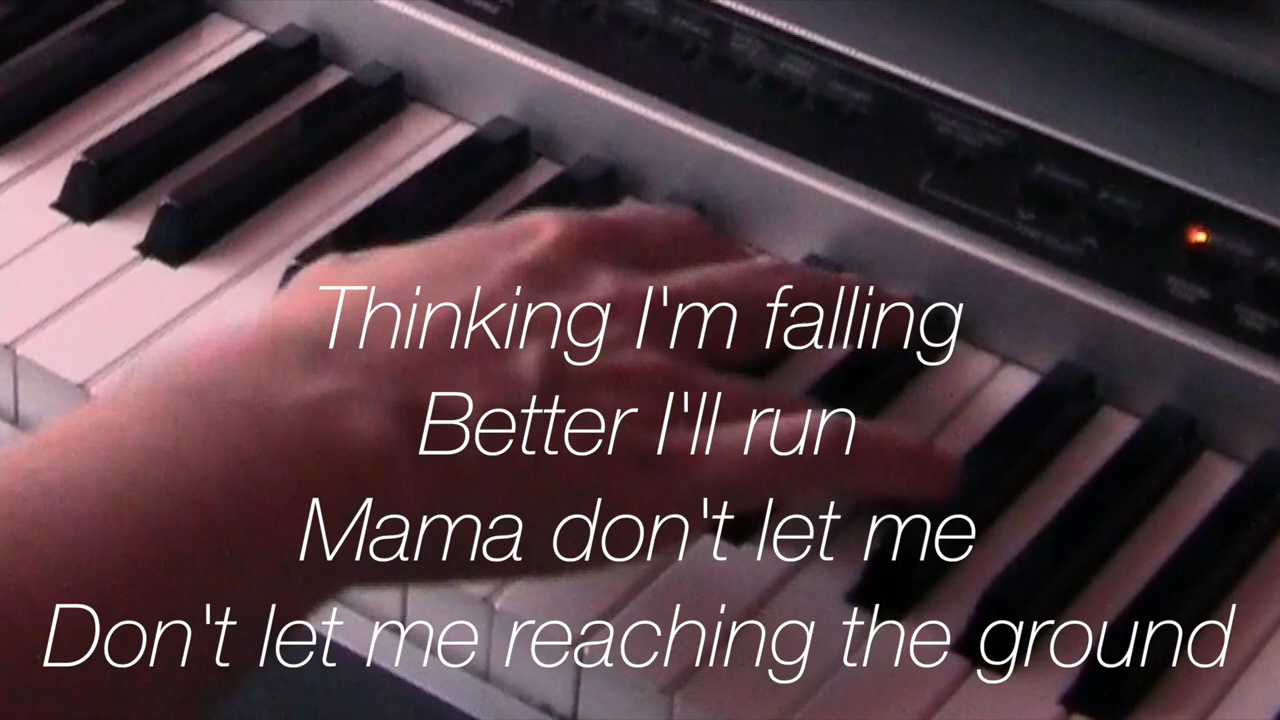 Thinking I'm falling
Better I'll run
Mama don't let me
Don't let me reaching the ground